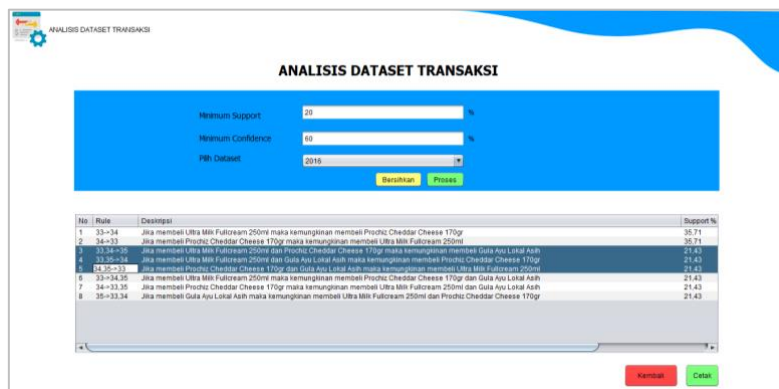 ANALISIS DATASET TRANSAKSI
ANALISIS DATASET TRANSAKSI
Minimum Support 20 %
Minimum Confidence 60 %
Pilih Dataset 2016
Bersihkan Proses
No Rule Deskripsi Support %
1 33->34 Jika membeli Ultra Milk Fullcream 250ml maka kemungkinan membeli Prochiz Cheddar Cheese 170gr 35,71
2 34->33 Jika membeli Prochiz Cheddar Cheese 170gr maka kemungkinan membeli Ultra Milk Fullcream 250ml 35,71
3 33,34->35 Jika membeli Ultra Milk Fullcream 250ml dan Prochiz Cheddar Cheese 170gr maka kemungkinan membeli Gula Ayu Lokal Asih 21,43
4 33,35->34 Jika membeli Ultra Milk Fullcream 250ml dan Gula Ayu Lokal Asih maka kemungkinan membeli Prochiz Cheddar Cheese 170gr 21,43
5 34,35->33 Jika membeli Prochiz Cheddar Cheese 170gr dan Gula Ayu Lokal Asih maka kemungkinan membeli Ultra Milk Fullcream 250ml 21,43
6 33->34,35 Jika membeli Ultra Milk Fullcream 250ml maka kemungkinan membeli Prochiz Cheddar Cheese 170gr dan Gula Ayu Lokal Asih 21,43
7 34->33,35 Jika membeli Prochiz Cheddar Cheese 170gr maka kemungkinan membeli Ultra Milk Fullcream 250ml dan Gula Ayu Lokal Asih 21,43
8 35->33,34 Jika membeli Gula Ayu Lokal Asih maka kemungkinan membeli Ultra Milk Fullcream 250ml dan Prochiz Cheddar Cheese 170gr 21,43
Kembali Cetak